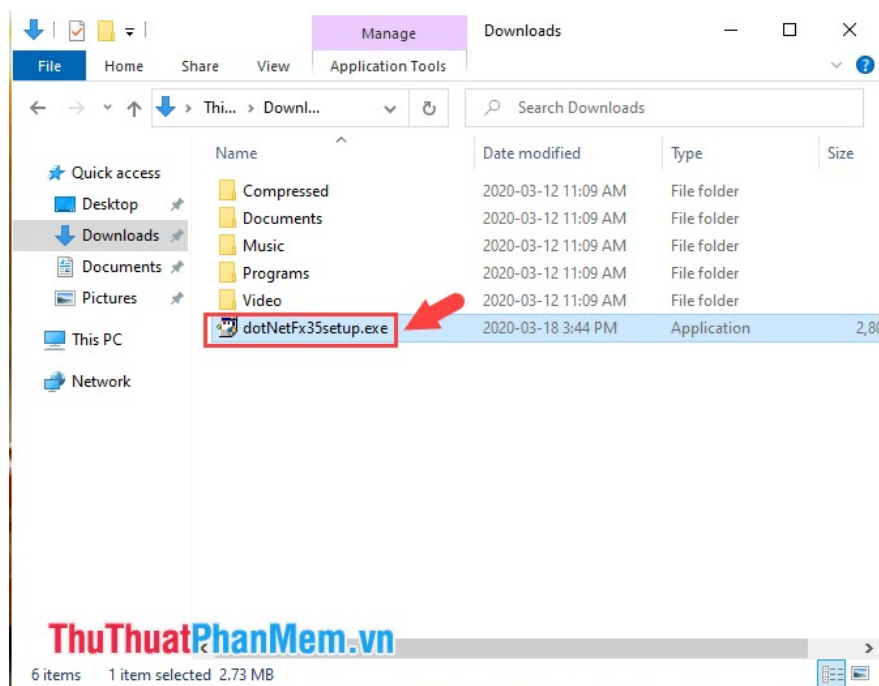 Manage
Downloads
File Home Share View Application Tools
Thi... Downl... Search Downloads
Name Date modified Type Size
Quick access
Desktop
Downloads
Documents
Pictures
This PC
Network
Compressed 2020-03-12 11:09 AM File folder
Documents 2020-03-12 11:09 AM File folder
Music 2020-03-12 11:09 AM File folder
Programs 2020-03-12 11:09 AM File folder
Video 2020-03-12 11:09 AM File folder
dotNetFx35setup.exe 2020-03-18 3:44 PM Application 2,80
ThuThuatPhanMem.vn
6 items 1 item selected 2.73 MB